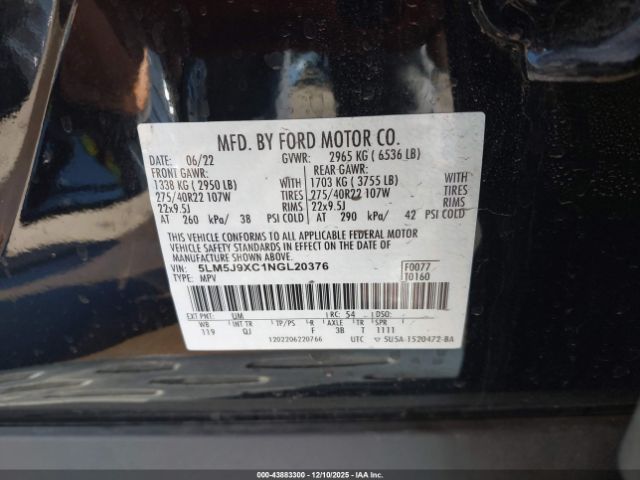 MFD. BY FORD MOTOR CO.
DATE: 06/22 GVWR: 2965 KG ( 6536 LB)
FRONT GAWR: REAR GAWR:
1338 KG ( 2950 LB) WITH 1703 KG ( 3755 LB) WITH
275/40R22 107W TIRES 275/40R22 107W TIRES
22x9.5J RIMS 22x9.5J RIMS
AT 260 kPa/ 38 PSI COLD AT 290 kPa/ 42 PSI COLD
THIS VEHICLE CONFORMS TO ALL APPLICABLE FEDERAL MOTOR
VEHICLE SAFETY STANDARDS IN EFFECT ON THE DATE OF
MANUFACTURE SHOWN ABOVE.
VIN: 5LM5J9XC1NGL20376 F0077
TYPE: MPV T0160
EXT PNT: UM RC: 54 DSO:
WB INT TR TP/PS R AXLE TR SPR
119 QJ F 3B T 1111
1202206220766 UTC 5U5A-1520472-BA
000-43883300 - 12/10/2025 - IAAI, Inc.